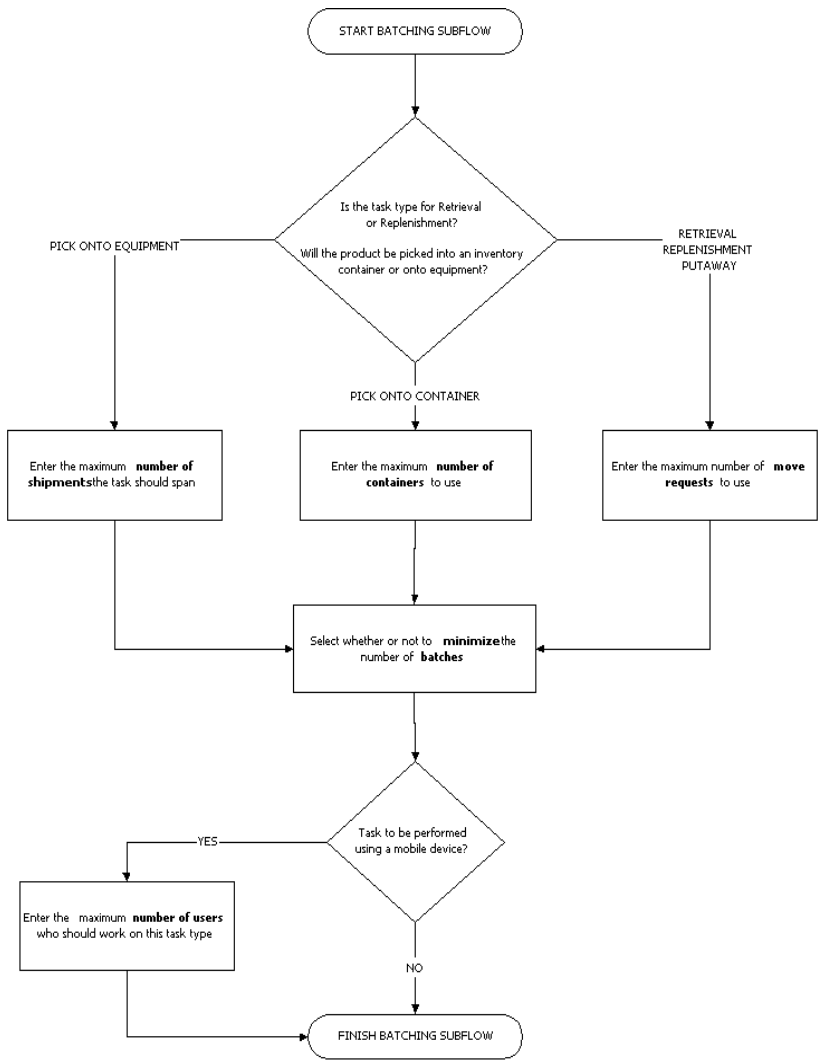 START BATCHING SUBFLOW
Is the task type for Retrieval
or Replenishment?
Will the product be picked into an inventory
container or onto equipment?
PICK ONTO EQUIPMENT
RETRIEVAL
REPLENISHMENT
PUTAWAY
PICK ONTO CONTAINER
Enter the maximum number of
shipmentsthe task should span
Enter the maximum number of
containers to use
Enter the maximum number of move
requests to use
Select whether or not to minimizethe
number of batches
Task to be performed
using a mobile device?
YES
Enter the maximum number of users
who should work on this task type
NO
FINISH BATCHING SUBFLOW